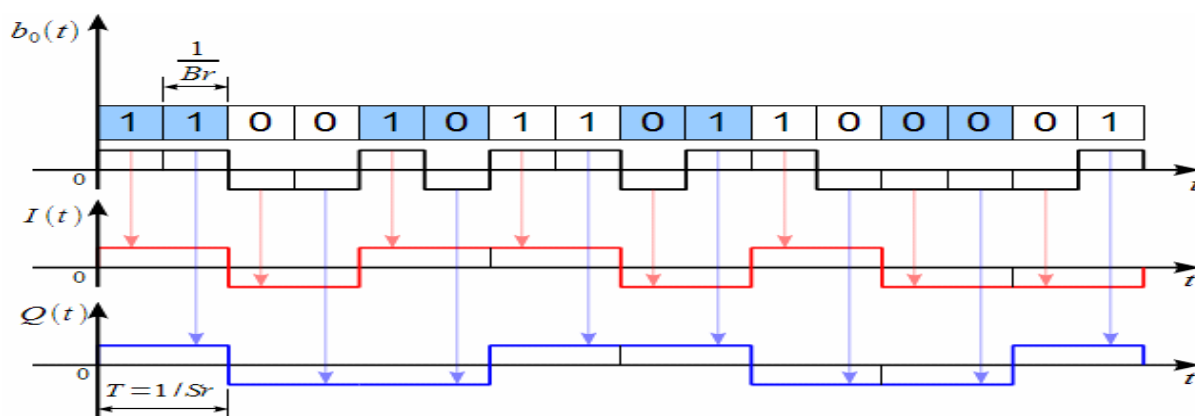 b₀(t)
1/Br
1 1 0 0 1 0 1 1 0 1 1 0 0 0 0 1
0 t
I(t)
0 t
Q(t)
0 t
T = 1/Sr